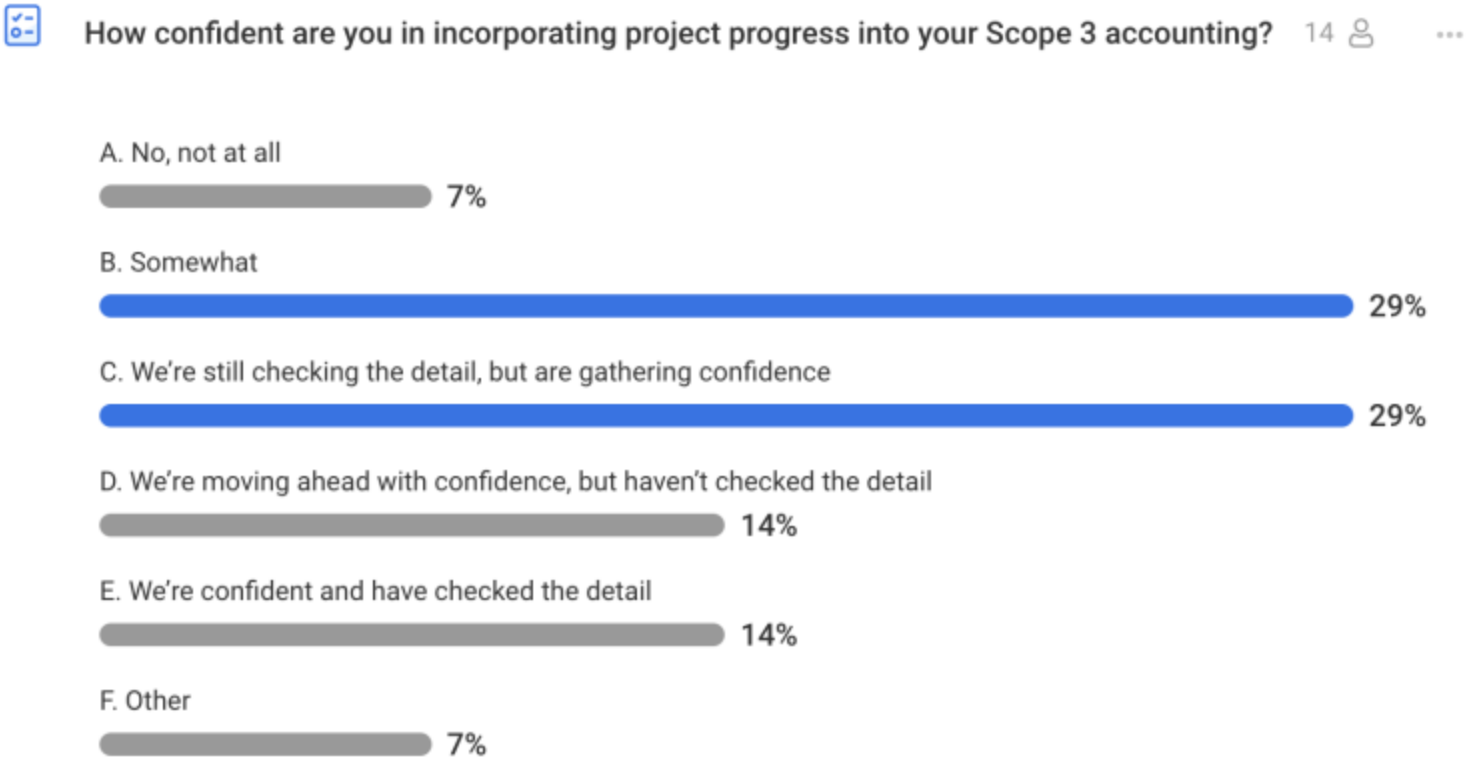 How confident are you in incorporating project progress into your Scope 3 accounting? 14
A. No, not at all
7%
B. Somewhat
29%
C. We’re still checking the detail, but are gathering confidence
29%
D. We’re moving ahead with confidence, but haven’t checked the detail
14%
E. We’re confident and have checked the detail
14%
F. Other
7%